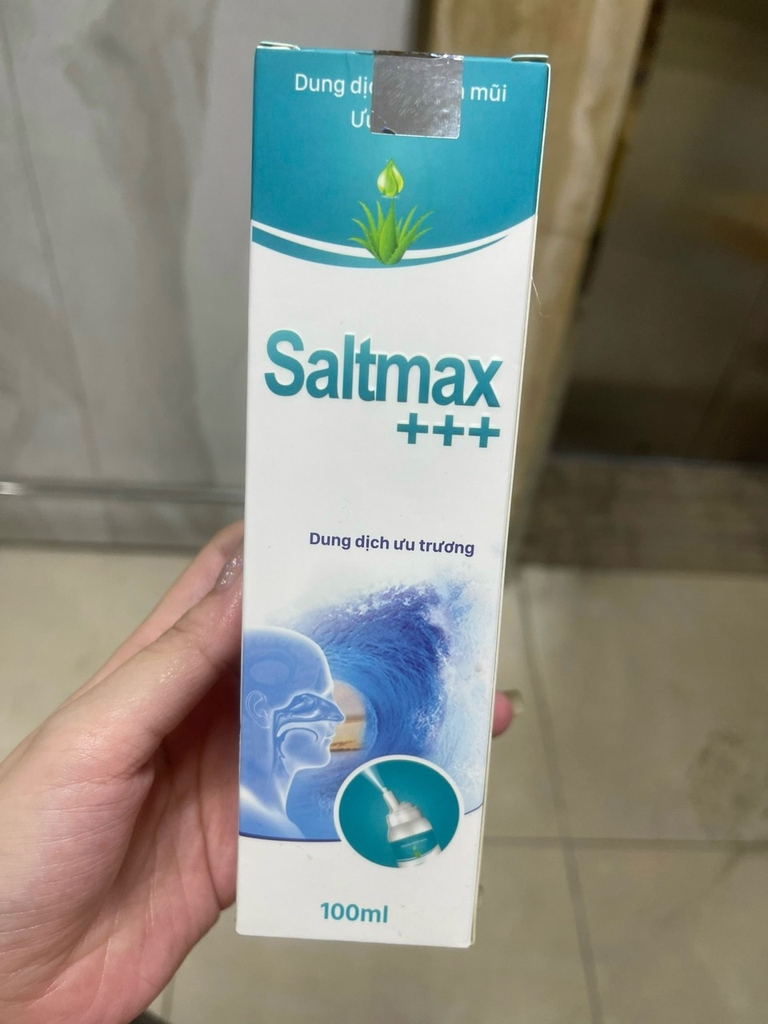 Dung mũi
Saltmax
+++
Dung dịch ưu trương
100ml